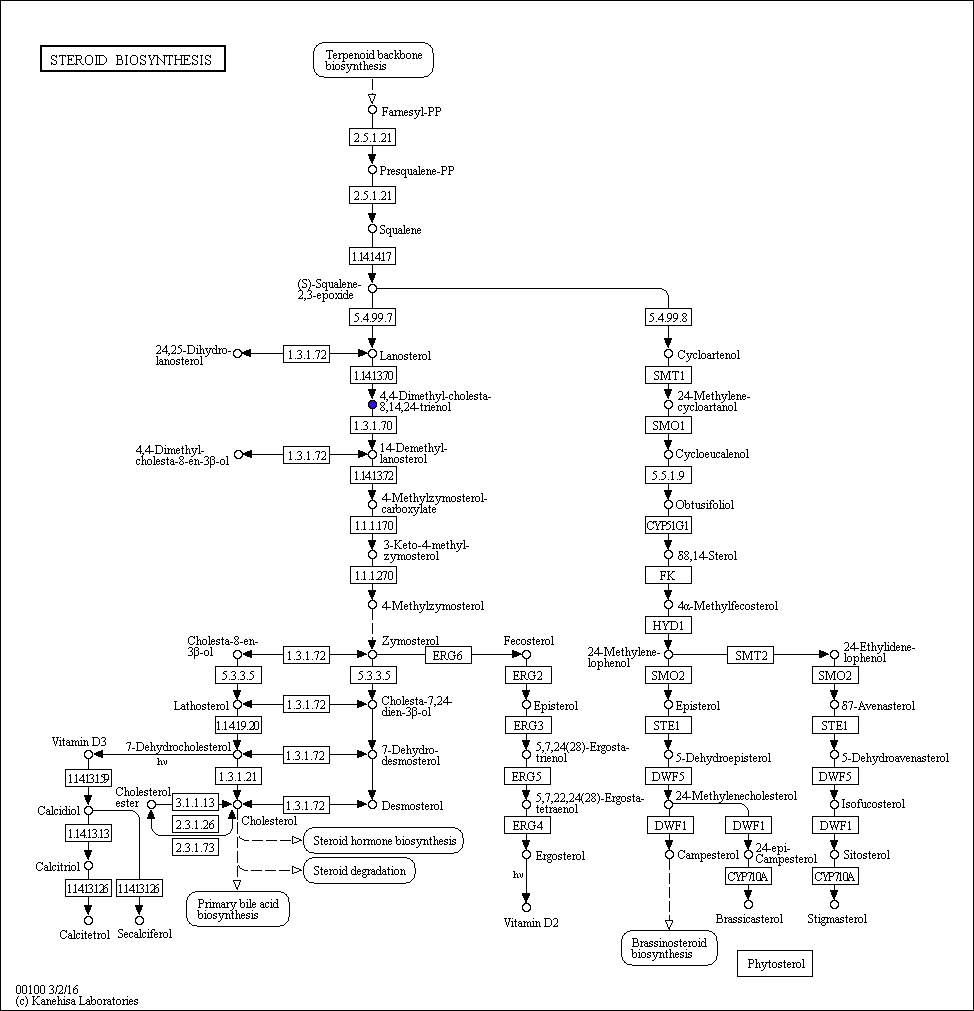 STEROID BIOSYNTHESIS
Terpenoid backbone
biosynthesis
Farnesyl-PP
2.5.1.21
Presqualene-PP
2.5.1.21
Squalene
1.14.14.17
(S)-Squalene-
2,3-epoxide
5.4.99.7
5.4.99.8
24,25-Dihydro-
lanosterol
1.3.1.72
Lanosterol
Cycloartenol
1.14.13.70
SMT1
4,4-Dimethyl-cholesta-
8,14,24-trienol
24-Methylene-
cycloartanol
1.3.1.70
SMO1
4,4-Dimethyl-
cholesta-8-en-3β-ol
1.3.1.72
14-Demethyl-
lanosterol
Cycloeucalenol
1.14.13.72
5.5.1.9
4-Methylzymosterol-
carboxylate
Obtusifoliol
1.1.1.170
CYP51G1
3-Keto-4-methyl-
zymosterol
δ8,14-Sterol
1.1.1.270
FK
4-Methylzymosterol
4α-Methylfecosterol
HYD1
Cholesta-8-en-
3β-ol
1.3.1.72
Zymosterol
ERG6
Fecosterol
24-Methylene-
lophenol
SMT2
24-Ethylidene-
lophenol
5.3.3.5
5.3.3.5
ERG2
SMO2
SMO2
Lathosterol
1.3.1.72
Cholesta-7,24-
dien-3β-ol
Episterol
Episterol
δ7-Avenasterol
1.14.19.20
ERG3
STE1
STE1
Vitamin D3
7-Dehydrocholesterol
hν
1.3.1.72
7-Dehydro-
desmosterol
5,7,24(28)-Ergosta-
trienol
5-Dehydroepisterol
5-Dehydroavenasterol
1.14.13.159
1.3.1.21
ERG5
DWF5
DWF5
Calcidiol
Cholesterol
ester
3.1.1.13
2.3.1.26
2.3.1.73
Cholesterol
1.3.1.72
Desmosterol
5,7,22,24(28)-Ergosta-
tetraenol
24-Methylenecholesterol
Isofucosterol
1.14.13.13
ERG4
DWF1
DWF1
DWF1
Steroid hormone biosynthesis
Calcitriol
Steroid degradation
Ergosterol
Campesterol
24-epi-
Campesterol
Sitosterol
1.14.13.126
1.14.13.126
hν
CYP710A
CYP710A
Primary bile acid
biosynthesis
Calcitetrol
Secalciferol
Vitamin D2
Brassicasterol
Stigmasterol
Brassinosteroid
biosynthesis
Phytosterol
00100 3/2/16
(c) Kanehisa Laboratories